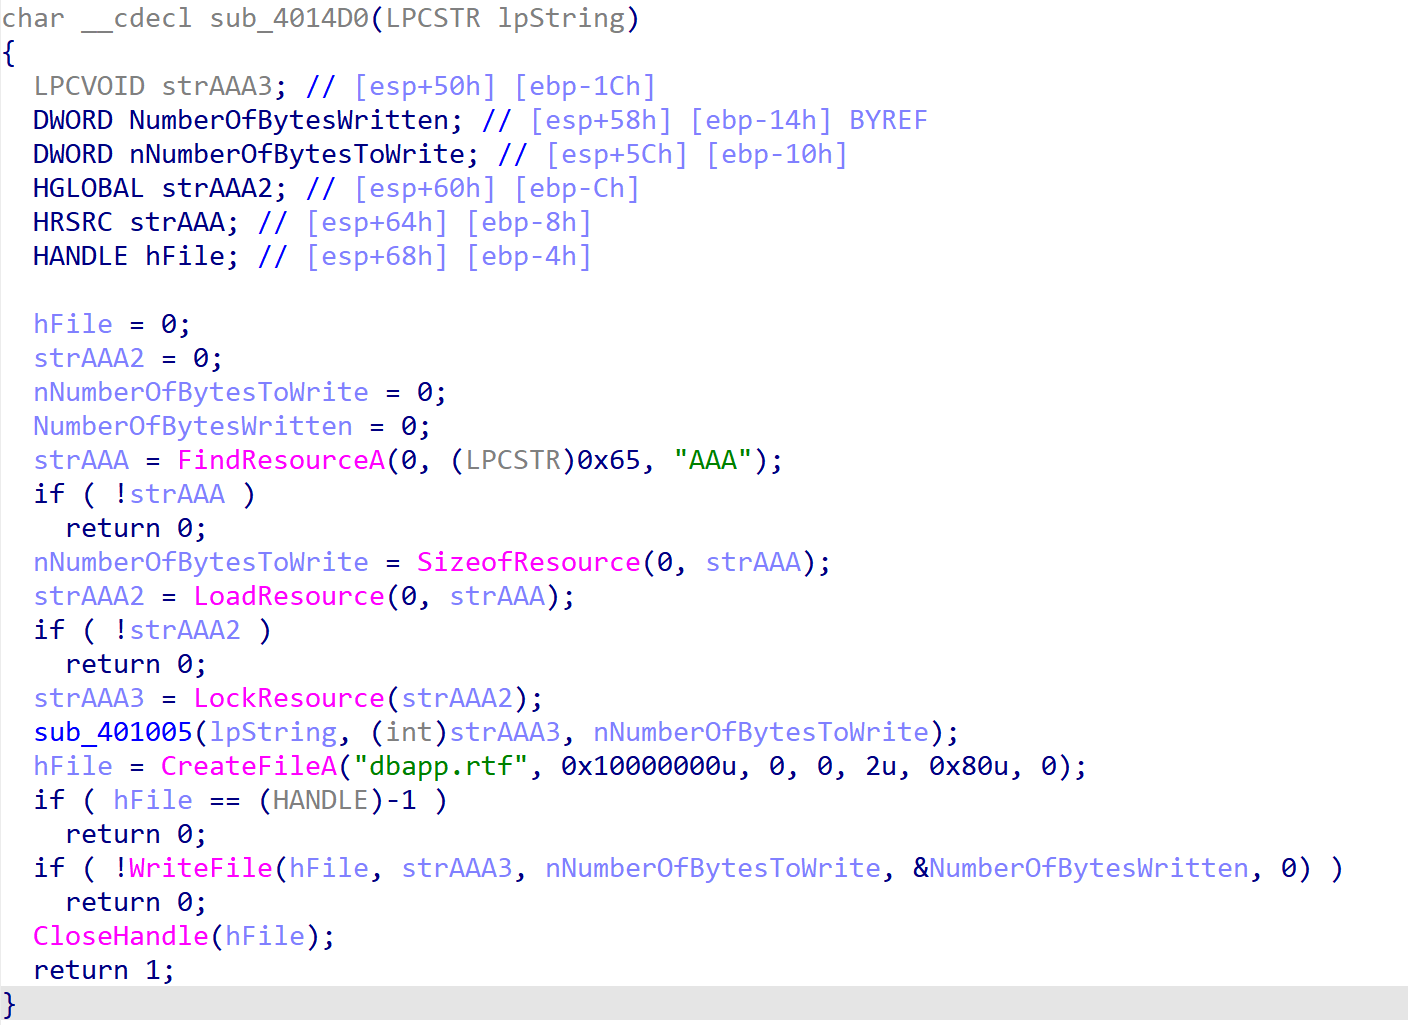 char __cdecl sub_4014D0(LPCSTR lpString)
{
  LPCVOID strAAA3; // [esp+50h] [ebp-1Ch]
  DWORD NumberOfBytesWritten; // [esp+58h] [ebp-14h] BYREF
  DWORD nNumberOfBytesToWrite; // [esp+5Ch] [ebp-10h]
  HGLOBAL strAAA2; // [esp+60h] [ebp-Ch]
  HRSRC strAAA; // [esp+64h] [ebp-8h]
  HANDLE hFile; // [esp+68h] [ebp-4h]

  hFile = 0;
  strAAA2 = 0;
  nNumberOfBytesToWrite = 0;
  NumberOfBytesWritten = 0;
  strAAA = FindResourceA(0, (LPCSTR)0x65, "AAA");
  if ( !strAAA )
    return 0;
  nNumberOfBytesToWrite = SizeofResource(0, strAAA);
  strAAA2 = LoadResource(0, strAAA);
  if ( !strAAA2 )
    return 0;
  strAAA3 = LockResource(strAAA2);
  sub_401005(lpString, (int)strAAA3, nNumberOfBytesToWrite);
  hFile = CreateFileA("dbapp.rtf", 0x10000000u, 0, 0, 2u, 0x80u, 0);
  if ( hFile == (HANDLE)-1 )
    return 0;
  if ( !WriteFile(hFile, strAAA3, nNumberOfBytesToWrite, &NumberOfBytesWritten, 0) )
    return 0;
  CloseHandle(hFile);
  return 1;
}